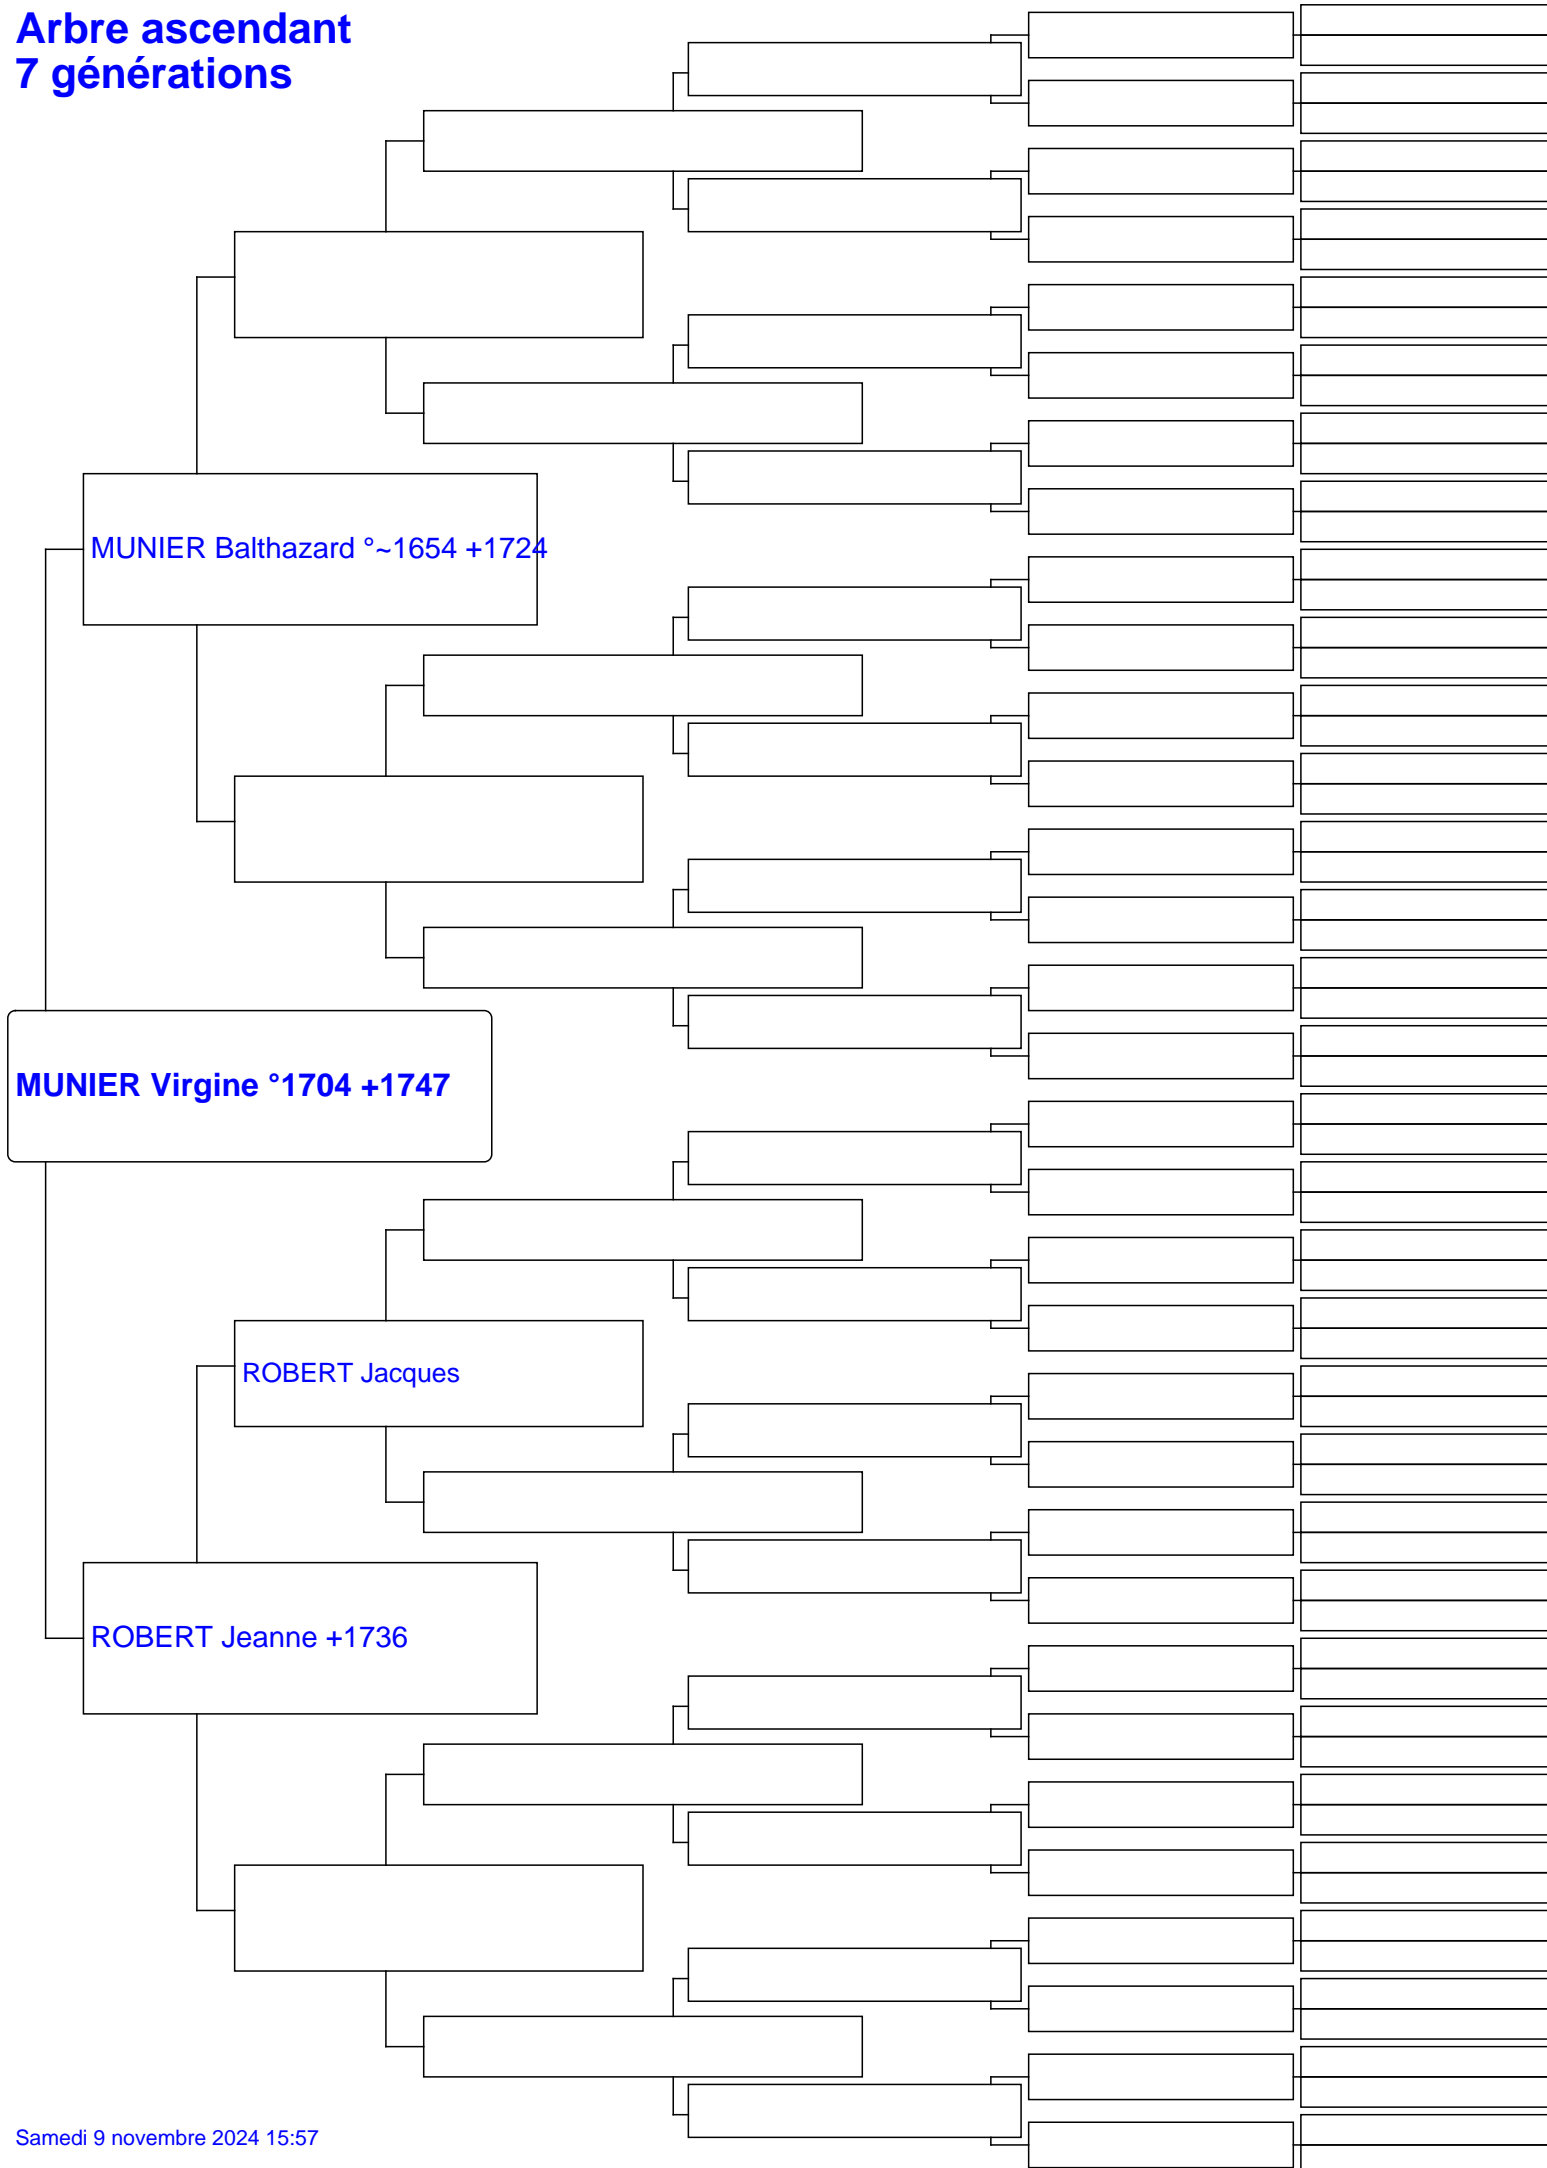 Arbre ascendant
7 générations
MUNIER Balthazard °~1654 +1724
MUNIER Virgine °1704 +1747
ROBERT Jacques
ROBERT Jeanne +1736
Samedi 9 novembre 2024 15:57